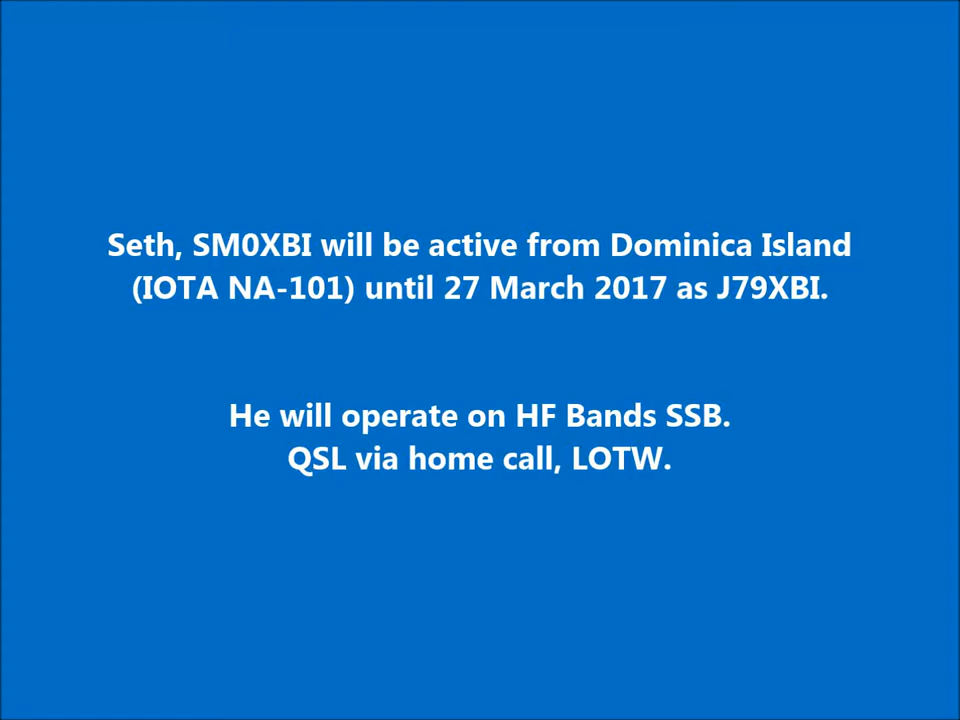 Seth, SM0XBI will be active from Dominica Island
(IOTA NA-101) until 27 March 2017 as J79XBI.
He will operate on HF Bands SSB.
QSL via home call, LOTW.